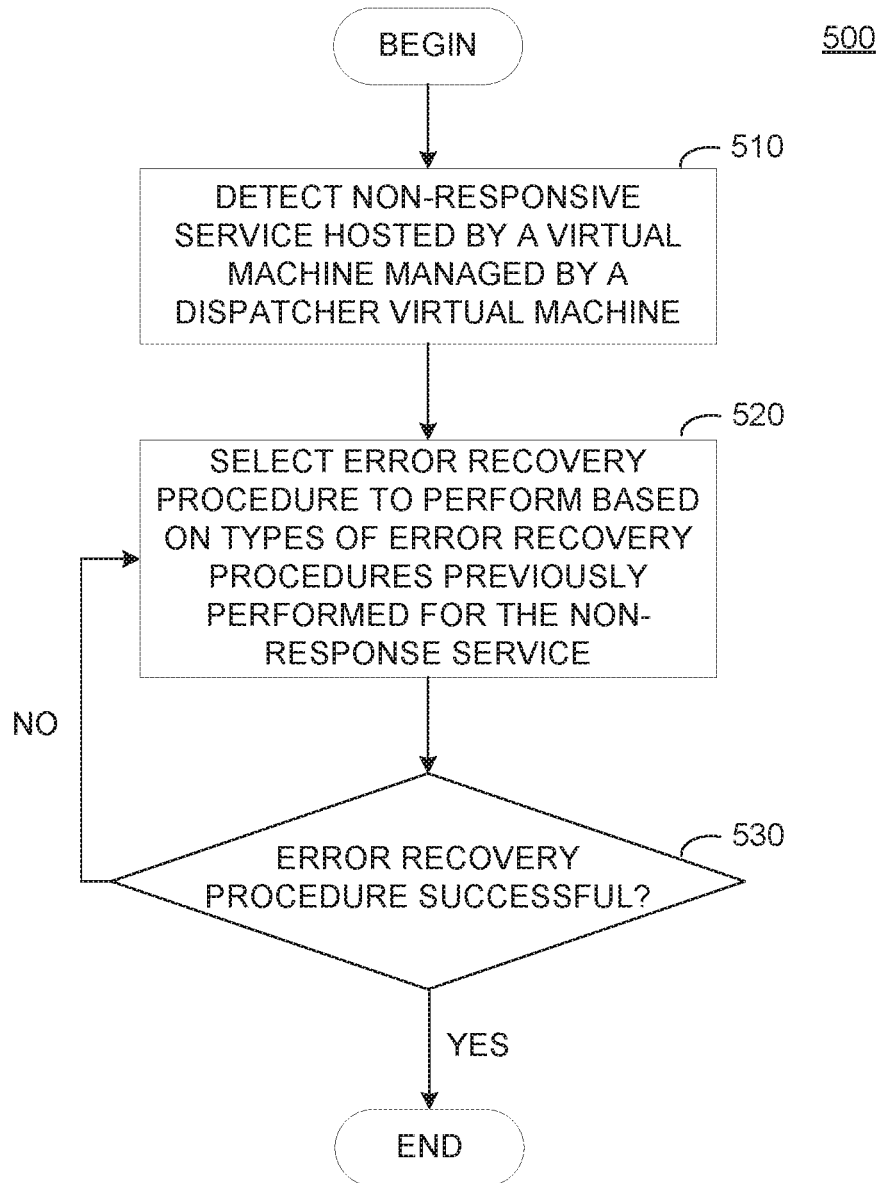 BEGIN
500
510
DETECT NON-RESPONSIVE
SERVICE HOSTED BY A VIRTUAL
MACHINE MANAGED BY A
DISPATCHER VIRTUAL MACHINE
520
SELECT ERROR RECOVERY
PROCEDURE TO PERFORM BASED
ON TYPES OF ERROR RECOVERY
PROCEDURES PREVIOUSLY
PERFORMED FOR THE NON-
RESPONSE SERVICE
NO
530
ERROR RECOVERY
PROCEDURE SUCCESSFUL?
YES
END